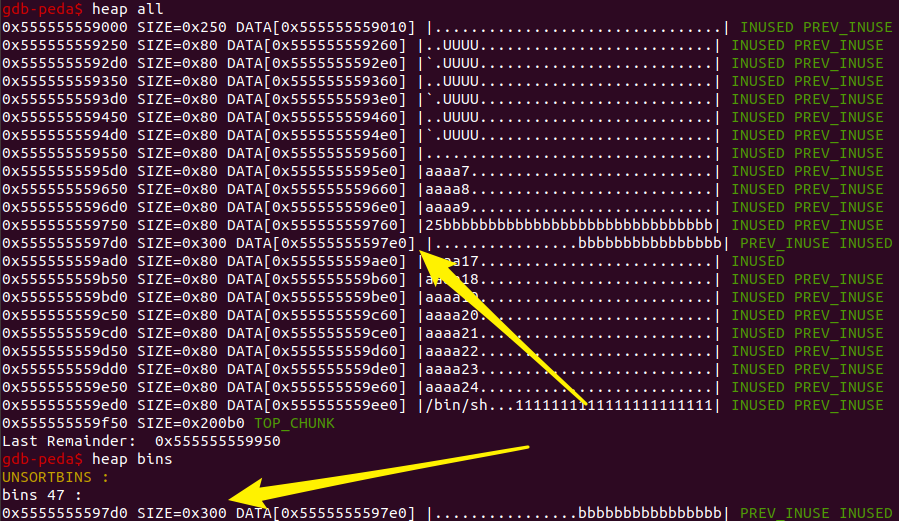 gdb-peda$ heap all
0x555555559000 SIZE=0x250 DATA[0x555555559010] |................................| INUSED PREV_INUSE
0x555555559250 SIZE=0x80 DATA[0x555555559260] |..UUUU..........................| INUSED PREV_INUSE
0x5555555592d0 SIZE=0x80 DATA[0x5555555592e0] |`.UUUU..........................| INUSED PREV_INUSE
0x555555559350 SIZE=0x80 DATA[0x555555559360] |..UUUU..........................| INUSED PREV_INUSE
0x5555555593d0 SIZE=0x80 DATA[0x5555555593e0] |`.UUUU..........................| INUSED PREV_INUSE
0x555555559450 SIZE=0x80 DATA[0x555555559460] |..UUUU..........................| INUSED PREV_INUSE
0x5555555594d0 SIZE=0x80 DATA[0x5555555594e0] |`.UUUU..........................| INUSED PREV_INUSE
0x555555559550 SIZE=0x80 DATA[0x555555559560] |................................| INUSED PREV_INUSE
0x5555555595d0 SIZE=0x80 DATA[0x5555555595e0] |aaaa7...........................| INUSED PREV_INUSE
0x555555559650 SIZE=0x80 DATA[0x555555559660] |aaaa8...........................| INUSED PREV_INUSE
0x5555555596d0 SIZE=0x80 DATA[0x5555555596e0] |aaaa9...........................| INUSED PREV_INUSE
0x555555559750 SIZE=0x80 DATA[0x555555559760] |25bbbbbbbbbbbbbbbbbbbbbbbbbbbbbb| INUSED PREV_INUSE
0x5555555597d0 SIZE=0x300 DATA[0x5555555597e0] |................bbbbbbbbbbbbbbbb| PREV_INUSE INUSED
0x555555559ad0 SIZE=0x80 DATA[0x555555559ae0] |aaaa17..........................| INUSED
0x555555559b50 SIZE=0x80 DATA[0x555555559b60] |aaaa18..........................| INUSED PREV_INUSE
0x555555559bd0 SIZE=0x80 DATA[0x555555559be0] |aaaa19..........................| INUSED PREV_INUSE
0x555555559c50 SIZE=0x80 DATA[0x555555559c60] |aaaa20..........................| INUSED PREV_INUSE
0x555555559cd0 SIZE=0x80 DATA[0x555555559ce0] |aaaa21..........................| INUSED PREV_INUSE
0x555555559d50 SIZE=0x80 DATA[0x555555559d60] |aaaa22..........................| INUSED PREV_INUSE
0x555555559dd0 SIZE=0x80 DATA[0x555555559de0] |aaaa23..........................| INUSED PREV_INUSE
0x555555559e50 SIZE=0x80 DATA[0x555555559e60] |aaaa24..........................| INUSED PREV_INUSE
0x555555559ed0 SIZE=0x80 DATA[0x555555559ee0] |/bin/sh...1111111111111111111111| INUSED PREV_INUSE
0x555555559f50 SIZE=0x200b0 TOP_CHUNK
Last Remainder:  0x555555559950
gdb-peda$ heap bins
UNSORTBINS :
bins 47 :
0x5555555597d0 SIZE=0x300 DATA[0x5555555597e0] |................bbbbbbbbbbbbbbbb| PREV_INUSE INUSED